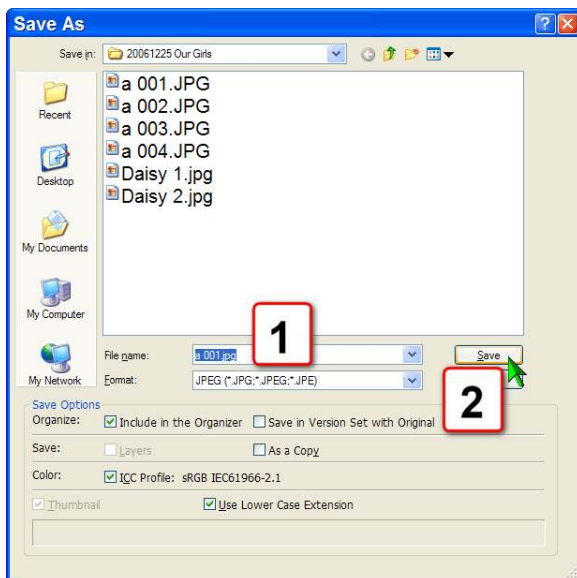 Save As
Save in: 20061225 Our Girls
Recent
Desktop
My Documents
My Computer
My Network
a 001.JPG
a 002.JPG
a 003.JPG
a 004.JPG
Daisy 1.jpg
Daisy 2.jpg
1
File name: a 001.jpg Save
Format: JPEG (*.JPG;*.JPEG;*.JPE)
2
Save Options
Organize: Include in the Organizer Save in Version Set with Original
Save: Layers As a Copy
Color: ICC Profile: sRGB IEC61966-2.1
Thumbnail Use Lower Case Extension